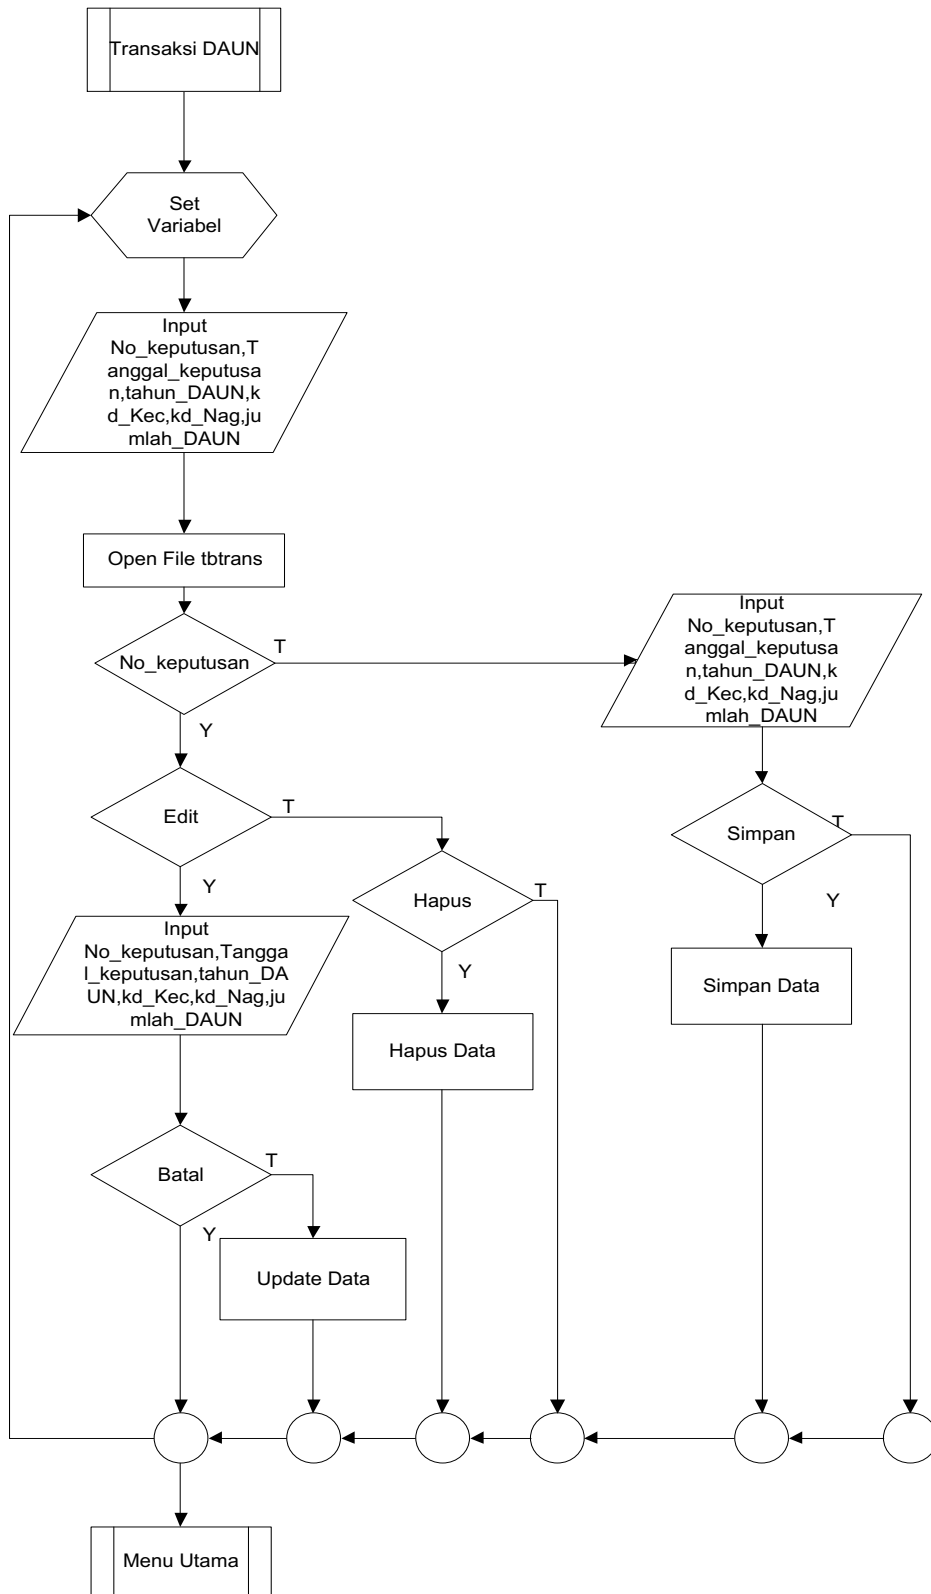 Transaksi DAUN
Set
Variabel
Input
No_keputusan,T
anggal_keputusa
n,tahun_DAUN,k
d_Kec,kd_Nag,ju
mlah_DAUN
Open File tbtrans
No_keputusan
T
Y
Input
No_keputusan,T
anggal_keputusa
n,tahun_DAUN,k
d_Kec,kd_Nag,ju
mlah_DAUN
Edit
T
Y
Simpan
T
Y
Hapus
T
Y
Input
No_keputusan,Tangga
l_keputusan,tahun_DA
UN,kd_Kec,kd_Nag,ju
mlah_DAUN
Simpan Data
Hapus Data
Batal
T
Y
Update Data
Menu Utama